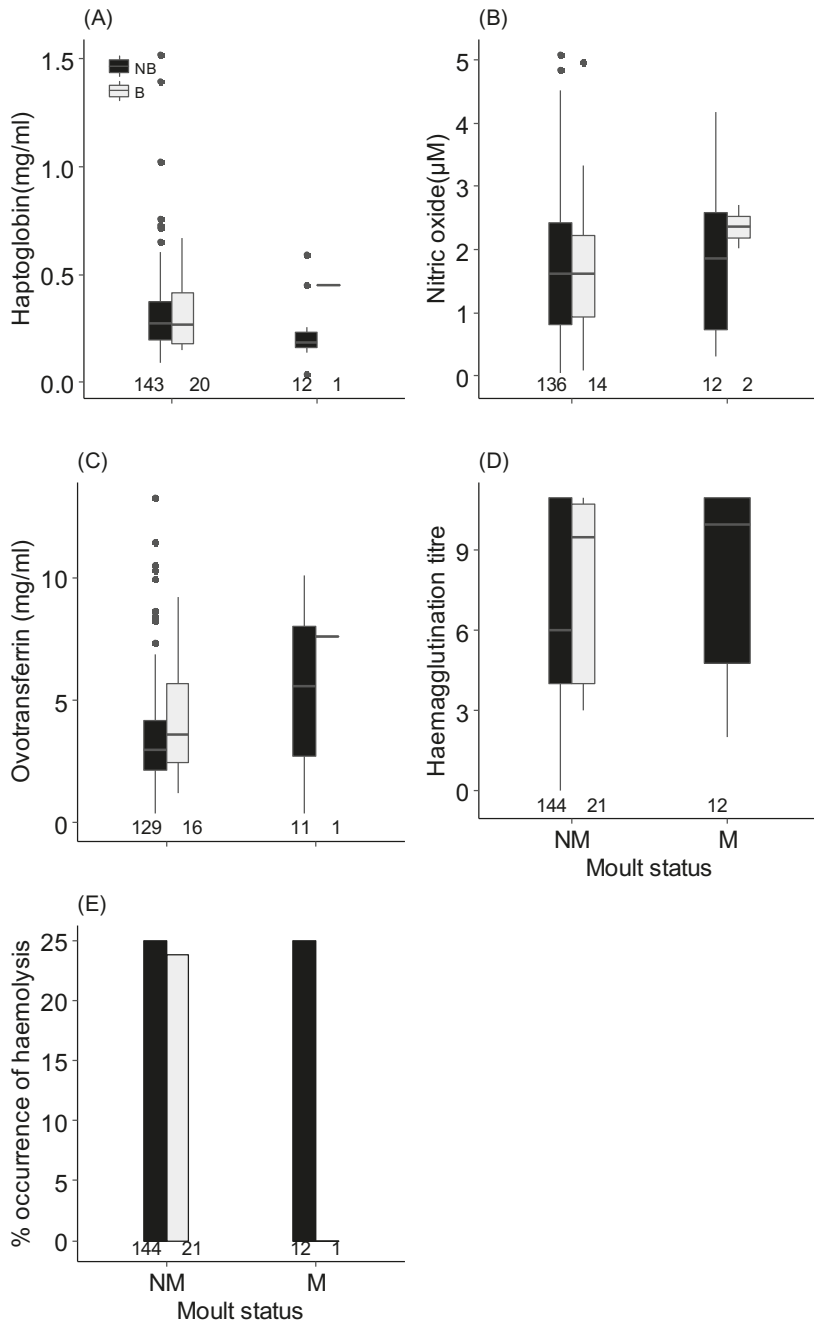 (A)
Haptoglobin(mg/ml)
1.5
1.0
0.5
0.0
NB
B
143 20 12 1
(B)
Nitric oxide(µM)
5
4
3
2
1
0
136 14 12 2
(C)
Ovotransferrin (mg/ml)
10
5
0
129 16 11 1
(D)
Haemagglutination titre
9
6
3
0
144 21 12
NM M
Moult status
(E)
% occurrence of haemolysis
25
20
15
10
5
0
144 21 12 1
NM M
Moult status